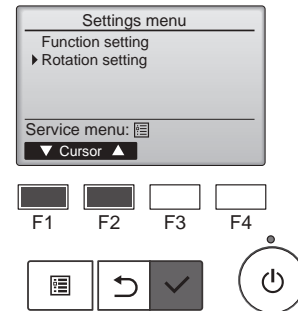 Settings menu
Function setting
Rotation setting
Service menu:
Cursor
F1 F2 F3 F4